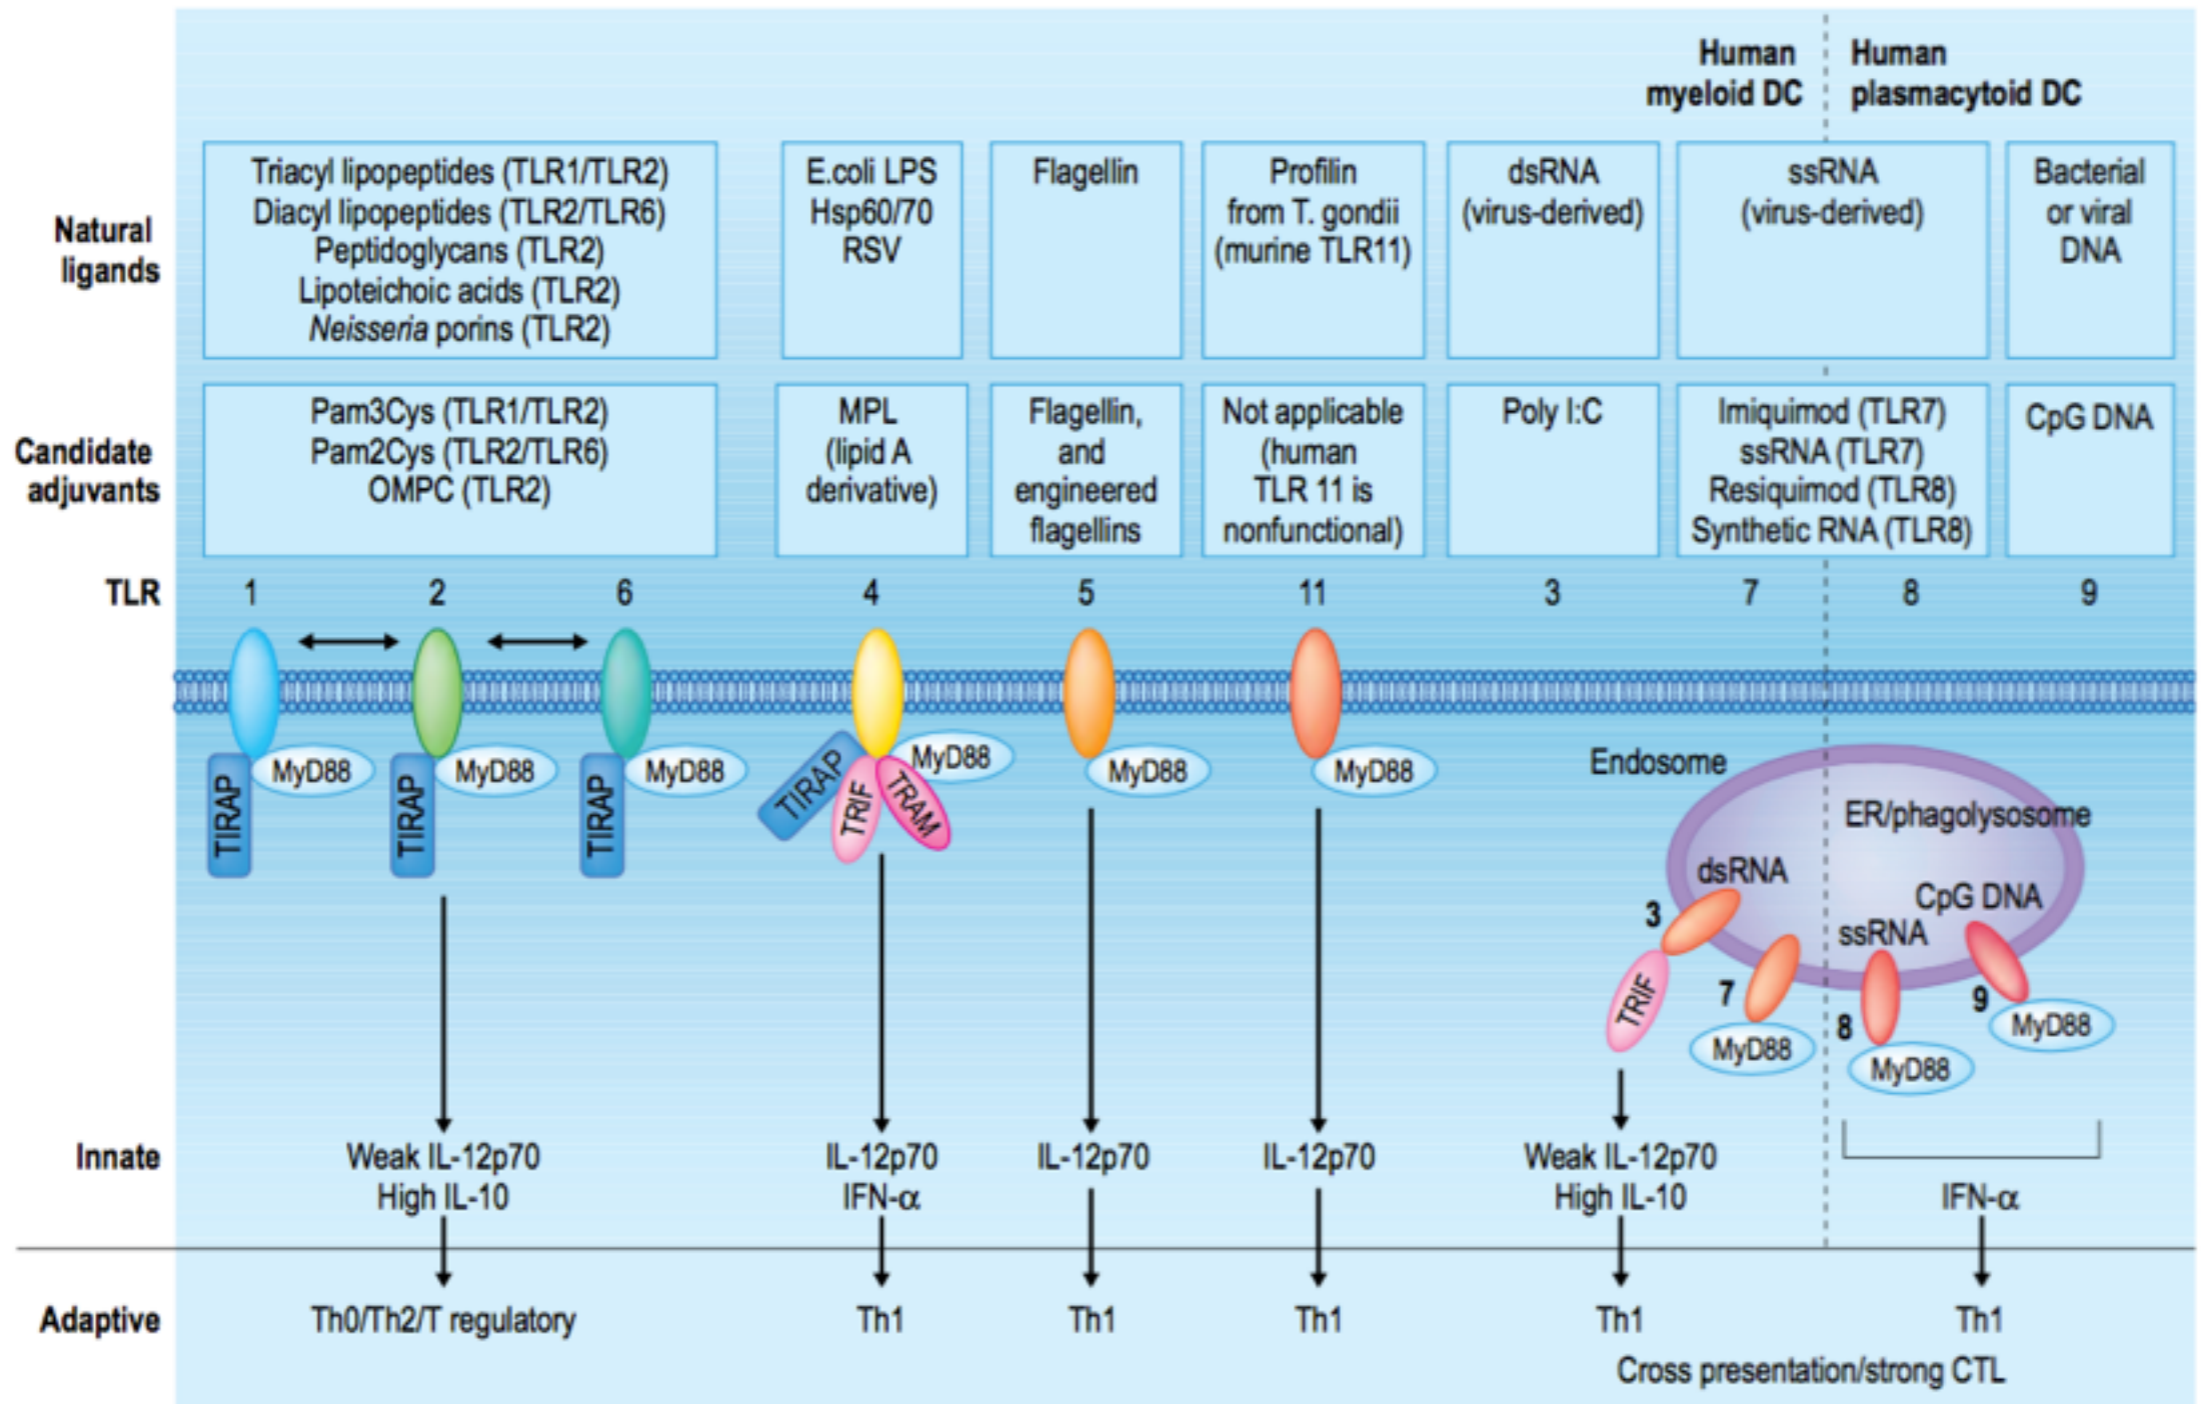 Human
myeloid DC
Human
plasmacytoid DC
Natural
ligands
Triacyl lipopeptides (TLR1/TLR2)
Diacyl lipopeptides (TLR2/TLR6)
Peptidoglycans (TLR2)
Lipoteichoic acids (TLR2)
Neisseria porins (TLR2)
E.coli LPS
Hsp60/70
RSV
Flagellin
Profilin
from T. gondii
(murine TLR11)
dsRNA
(virus-derived)
ssRNA
(virus-derived)
Bacterial
or viral
DNA
Candidate
adjuvants
Pam3Cys (TLR1/TLR2)
Pam2Cys (TLR2/TLR6)
OMPC (TLR2)
MPL
(lipid A
derivative)
Flagellin,
and
engineered
flagellins
Not applicable
(human
TLR 11 is
nonfunctional)
Poly I:C
Imiquimod (TLR7)
ssRNA (TLR7)
Resiquimod (TLR8)
Synthetic RNA (TLR8)
CpG DNA
TLR 1 2 6 4 5 11 3 7 8 9
TIRAP
MyD88
TIRAP
MyD88
TIRAP
MyD88
TIRAP
TRIF
TRAM
MyD88
MyD88
MyD88
Endosome
ER/phagolysosome
dsRNA
CpG DNA
ssRNA
3
TRIF
7
MyD88
8
MyD88
9
MyD88
Innate
Weak IL-12p70
High IL-10
IL-12p70
IFN-α
IL-12p70
IL-12p70
Weak IL-12p70
High IL-10
IFN-α
Adaptive
Th0/Th2/T regulatory
Th1
Th1
Th1
Th1
Th1
Cross presentation/strong CTL